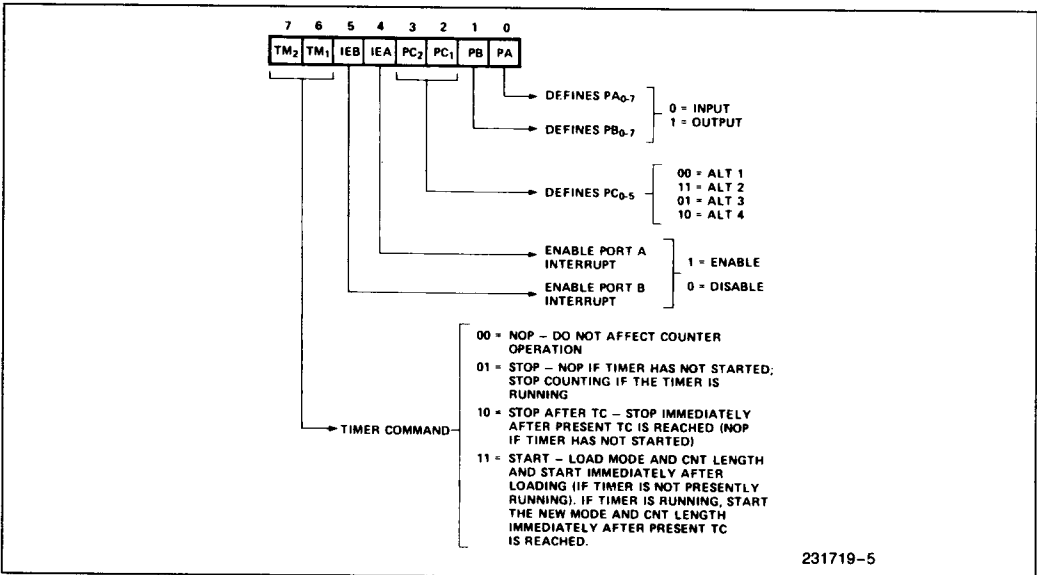 7 6 5 4 3 2 1 0
TM₂ TM₁ IEB IEA PC₂ PC₁ PB PA
DEFINES PA₀₋₇
0 = INPUT
1 = OUTPUT
DEFINES PB₀₋₇
DEFINES PC₀₋₅
00 = ALT 1
11 = ALT 2
01 = ALT 3
10 = ALT 4
ENABLE PORT A
INTERRUPT
1 = ENABLE
0 = DISABLE
ENABLE PORT B
INTERRUPT
TIMER COMMAND
00 = NOP – DO NOT AFFECT COUNTER
OPERATION
01 = STOP – NOP IF TIMER HAS NOT STARTED;
STOP COUNTING IF THE TIMER IS
RUNNING
10 = STOP AFTER TC – STOP IMMEDIATELY
AFTER PRESENT TC IS REACHED (NOP
IF TIMER HAS NOT STARTED)
11 = START – LOAD MODE AND CNT LENGTH
AND START IMMEDIATELY AFTER
LOADING (IF TIMER IS NOT PRESENTLY
RUNNING). IF TIMER IS RUNNING, START
THE NEW MODE AND CNT LENGTH
IMMEDIATELY AFTER PRESENT TC
IS REACHED.
231719-5